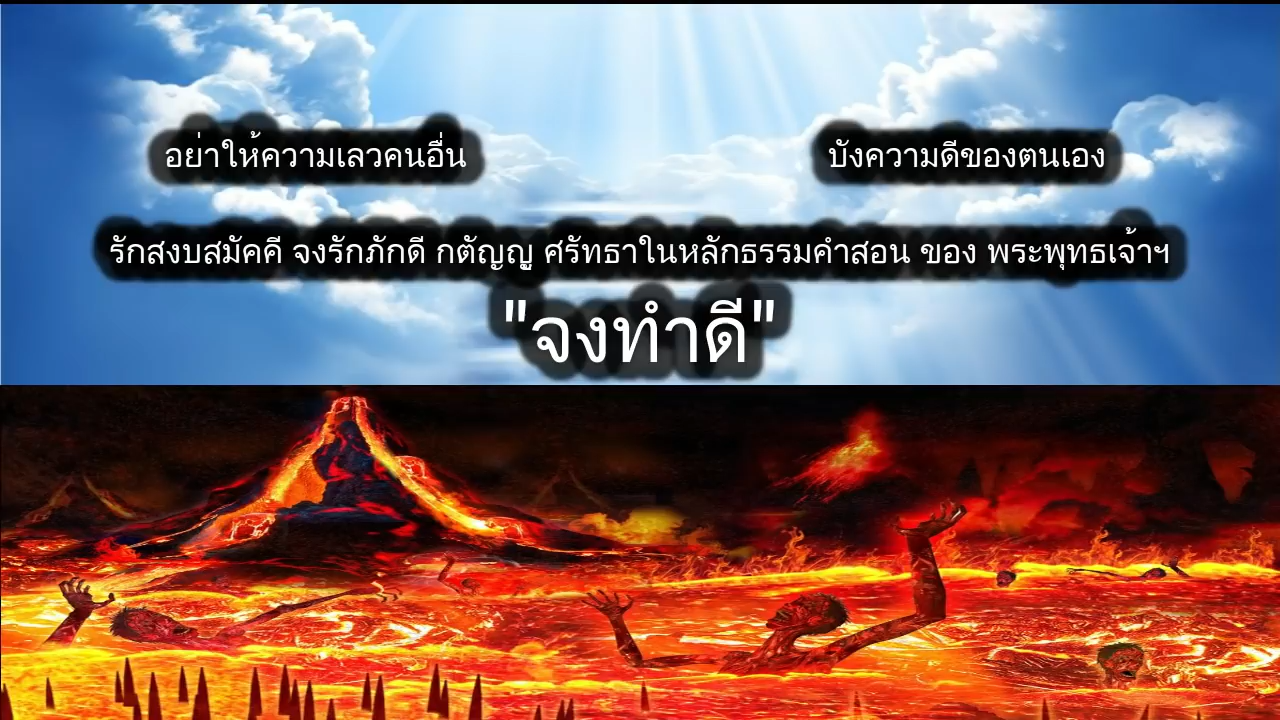 อย่าให้ความเลวคนอื่น บังความดีของตนเอง
รักสงบสมัคคี จงรักภักดี กตัญญู ศรัทธาในหลักธรรมคำสอน ของ พระพุทธเจ้าฯ
"จงทำดี"